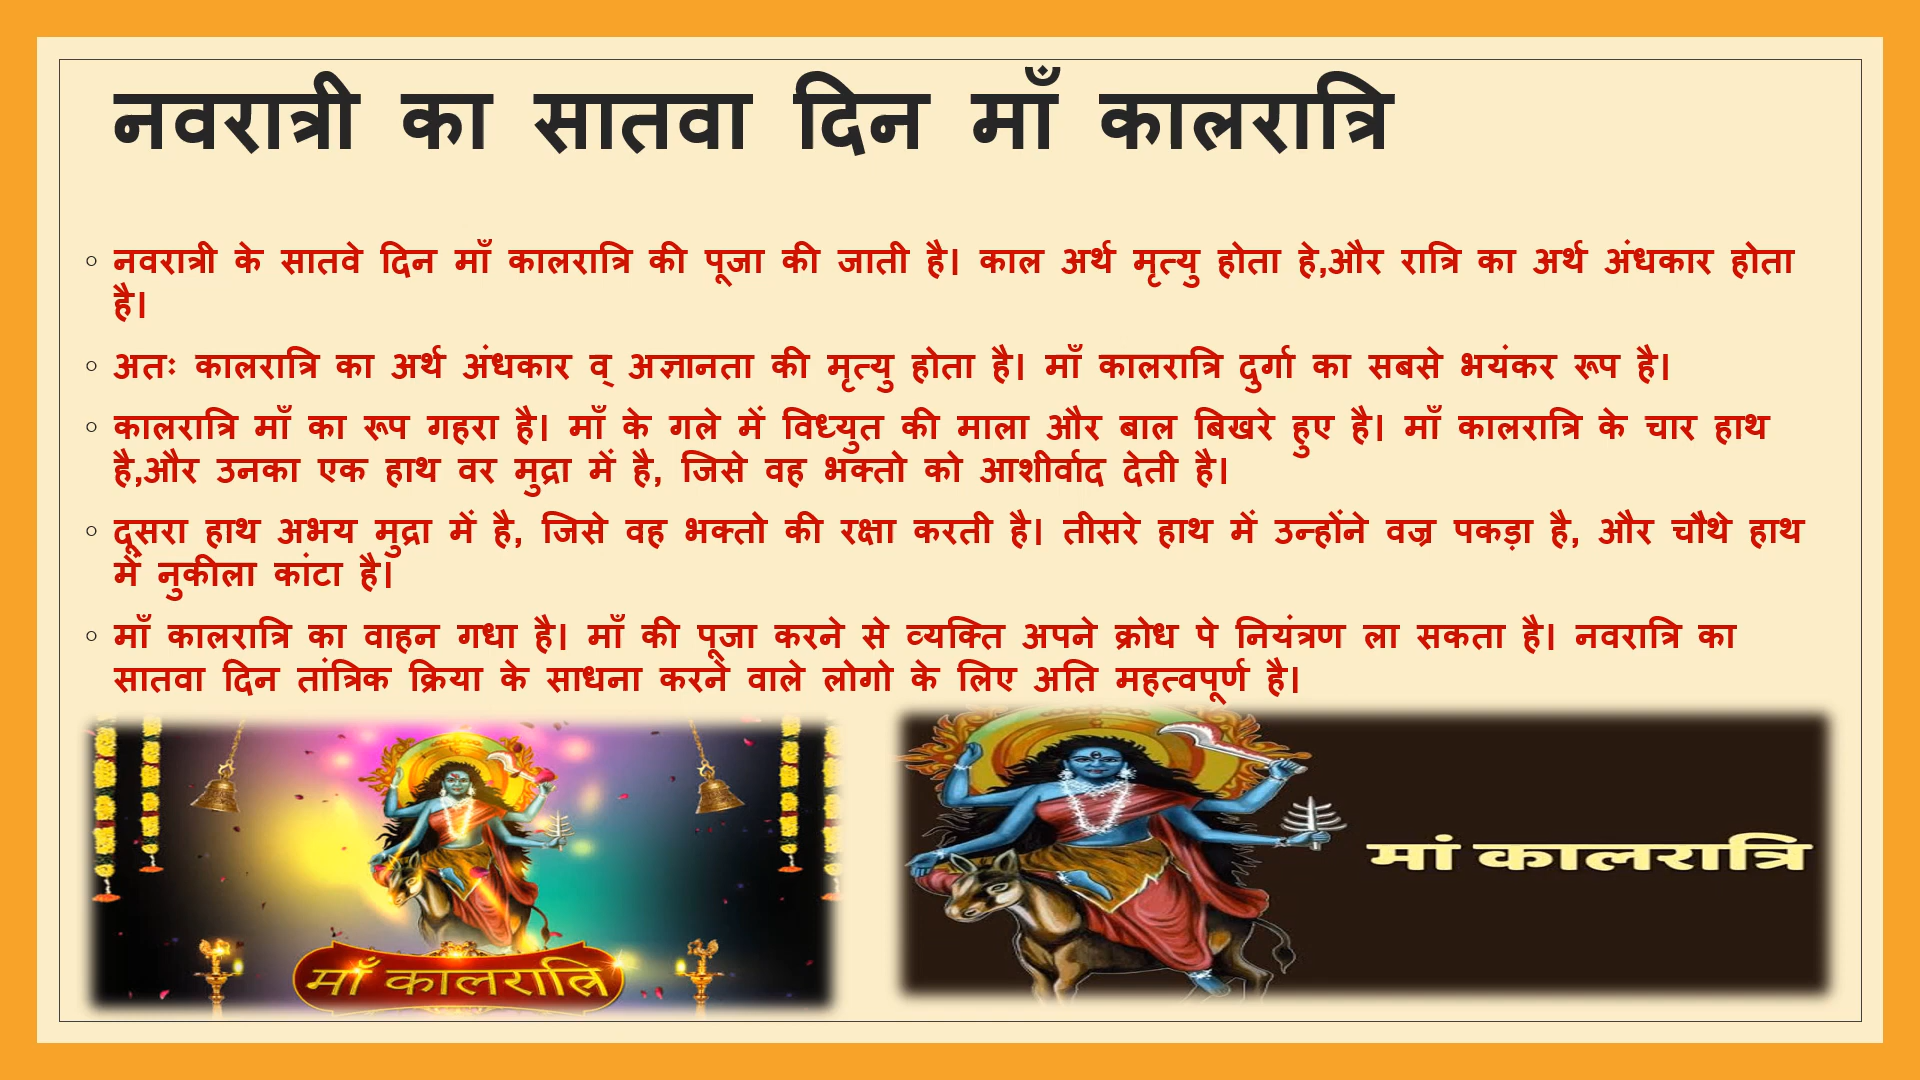 नवरात्री का सातवा दिन माँ कालरात्रि
◦ नवरात्री के सातवे दिन माँ कालरात्रि की पूजा की जाती है। काल अर्थ मृत्यु होता हे,और रात्रि का अर्थ अंधकार होता
है।
◦ अतः कालरात्रि का अर्थ अंधकार व् अज्ञानता की मृत्यु होता है। माँ कालरात्रि दुर्गा का सबसे भयंकर रूप है।
◦ कालरात्रि माँ का रूप गहरा है। माँ के गले में विध्युत की माला और बाल बिखरे हुए है। माँ कालरात्रि के चार हाथ
है,और उनका एक हाथ वर मुद्रा में है, जिसे वह भक्तो को आशीर्वाद देती है।
◦ दूसरा हाथ अभय मुद्रा में है, जिसे वह भक्तो की रक्षा करती है। तीसरे हाथ में उन्होंने वज्र पकड़ा है, और चौथे हाथ
में नुकीला कांटा है।
◦ माँ कालरात्रि का वाहन गधा है। माँ की पूजा करने से व्यक्ति अपने क्रोध पे नियंत्रण ला सकता है। नवरात्रि का
सातवा दिन तांत्रिक क्रिया के साधना करने वाले लोगो के लिए अति महत्वपूर्ण है।
माँ कालरात्रि
मां कालरात्रि